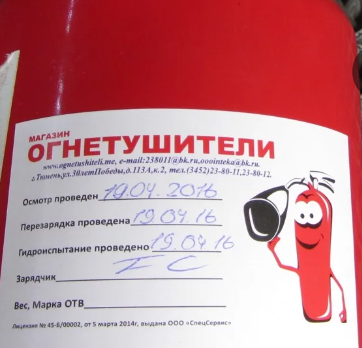 МАГАЗИН
ОГНЕТУШИТЕЛИ
www.ognetushiteli.me, e-mail:238011@bk.ru,ooointeka@bk.ru.
г.Тюмень,ул.30летПобеды,д.113А,к.2, тел.(3452)23-80-11,23-80-12.
Осмотр проведен 19.04.2016
Перезарядка проведена 19.04.16
Гидроиспытание проведено 19.04.16
Зарядчик
Вес, Марка ОТВ
Лицензия № 45-Б/00002, от 5 марта 2014г, выдана ООО «СпецСервис»